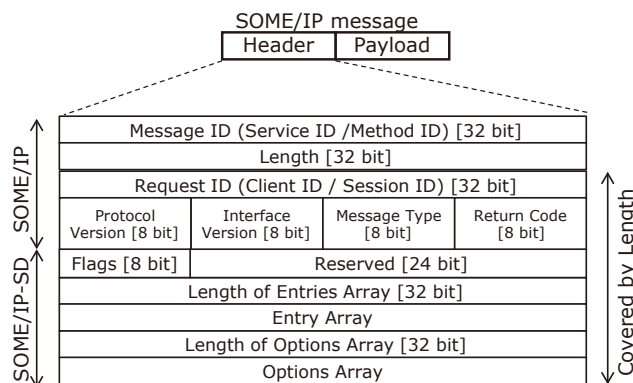 SOME/IP message
Header Payload
Message ID (Service ID /Method ID) [32 bit]
Length [32 bit]
Request ID (Client ID / Session ID) [32 bit]
Protocol
Version [8 bit]
Interface
Version [8 bit]
Message Type
[8 bit]
Return Code
[8 bit]
Flags [8 bit] Reserved [24 bit]
Length of Entries Array [32 bit]
Entry Array
Length of Options Array [32 bit]
Options Array
SOME/IP
SOME/IP-SD
Covered by Length